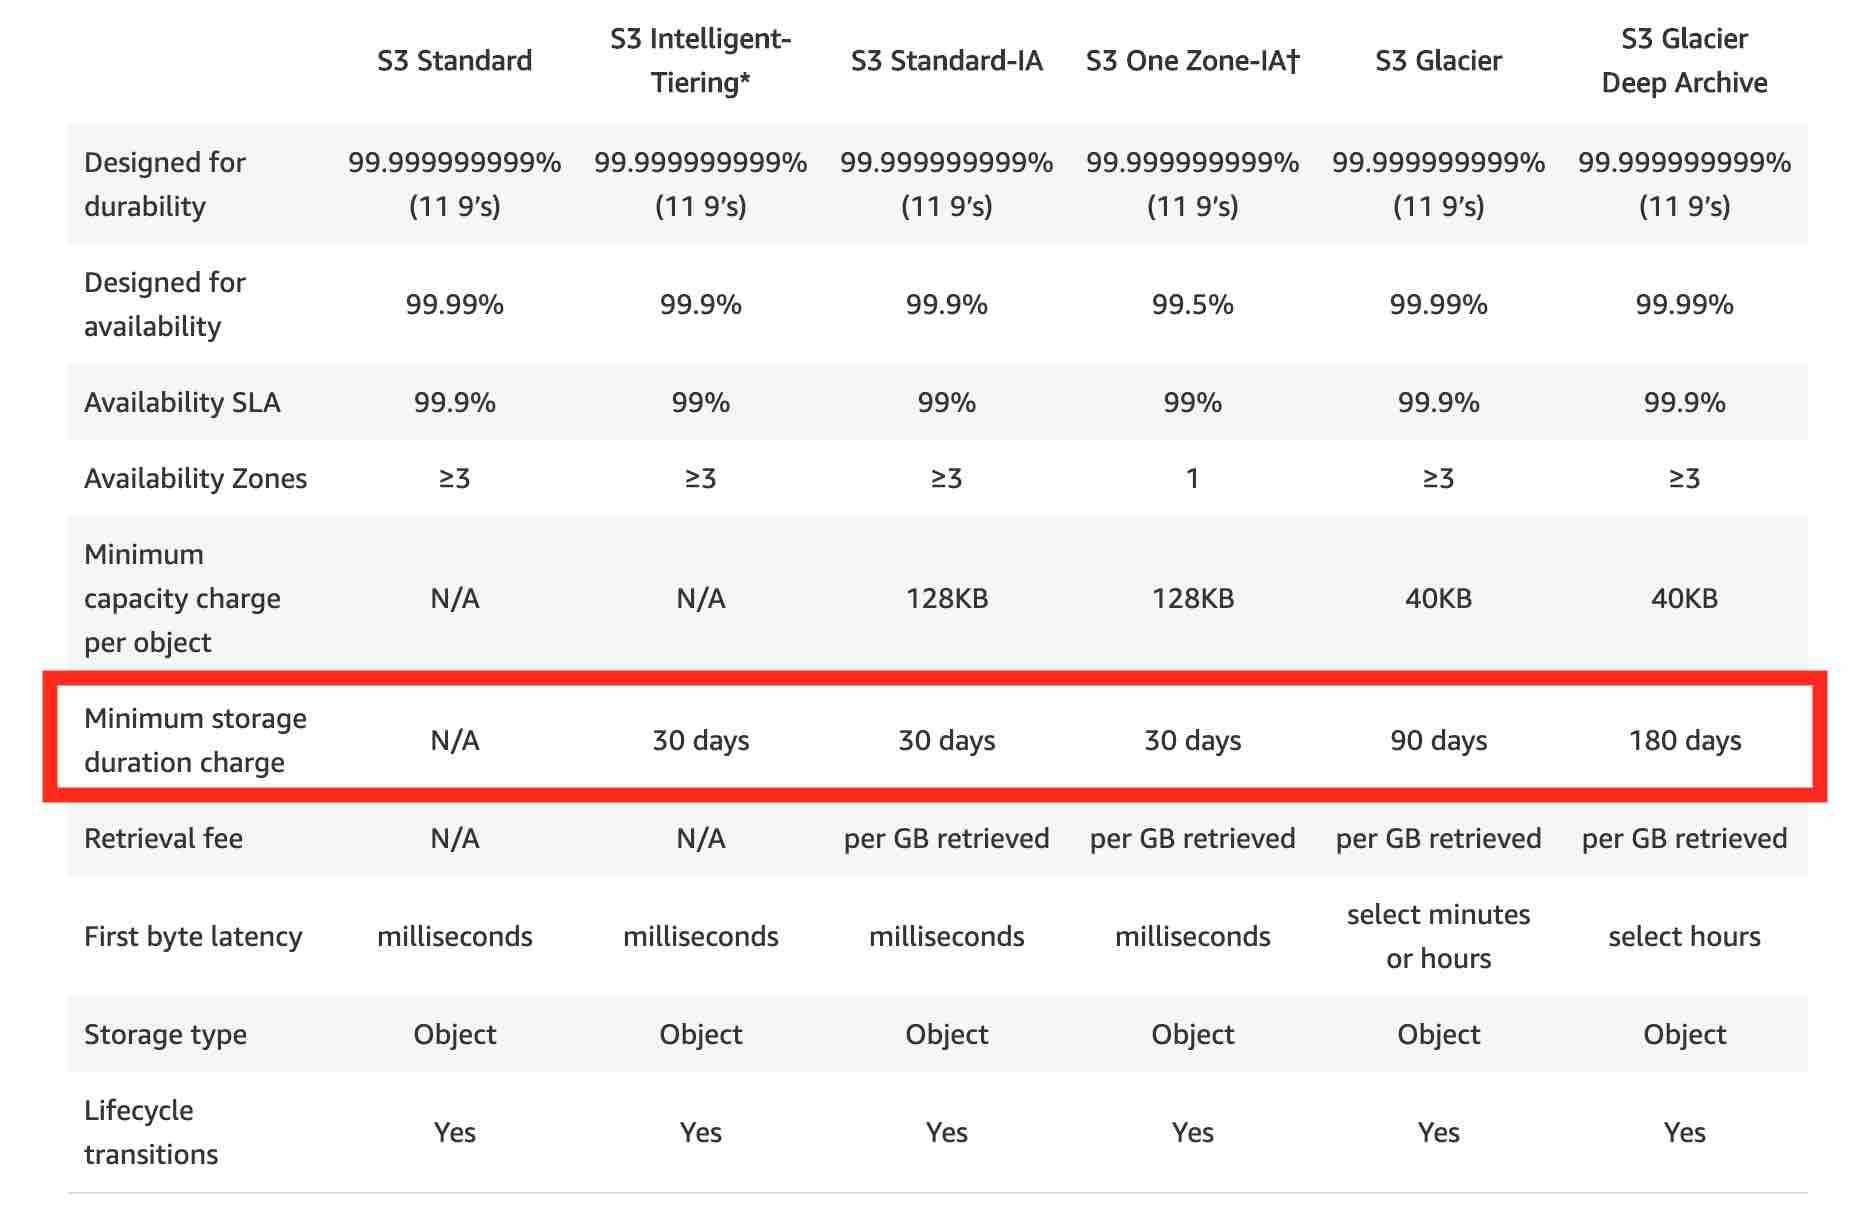 S3 Standard S3 Intelligent-Tiering* S3 Standard-IA S3 One Zone-IA† S3 Glacier S3 Glacier Deep Archive
Designed for durability 99.999999999% (11 9’s) 99.999999999% (11 9’s) 99.999999999% (11 9’s) 99.999999999% (11 9’s) 99.999999999% (11 9’s) 99.999999999% (11 9’s)
Designed for availability 99.99% 99.9% 99.9% 99.5% 99.99% 99.99%
Availability SLA 99.9% 99% 99% 99% 99.9% 99.9%
Availability Zones ≥3 ≥3 ≥3 1 ≥3 ≥3
Minimum capacity charge per object N/A N/A 128KB 128KB 40KB 40KB
Minimum storage duration charge N/A 30 days 30 days 30 days 90 days 180 days
Retrieval fee N/A N/A per GB retrieved per GB retrieved per GB retrieved per GB retrieved
First byte latency milliseconds milliseconds milliseconds milliseconds select minutes or hours select hours
Storage type Object Object Object Object Object Object
Lifecycle transitions Yes Yes Yes Yes Yes Yes